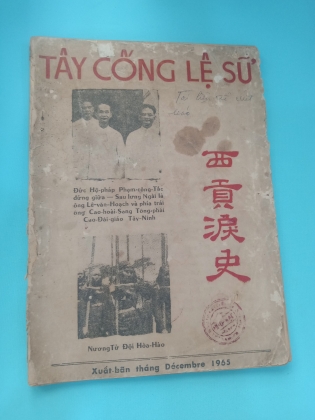 TÂY CỐNG LỆ SỬ
Đức Hộ-pháp Phạm-công-Tắc
đứng giữa — Sau lưng Ngài là
ông Lê-văn-Hoạch và phía trái
ông Cao-hoài-Sang Tòng-phái
Cao-Đài-giáo Tây-Ninh
西貢淚史
Nương Tử Đội Hòa-Hảo
Xuất-bản tháng Décembre 1965